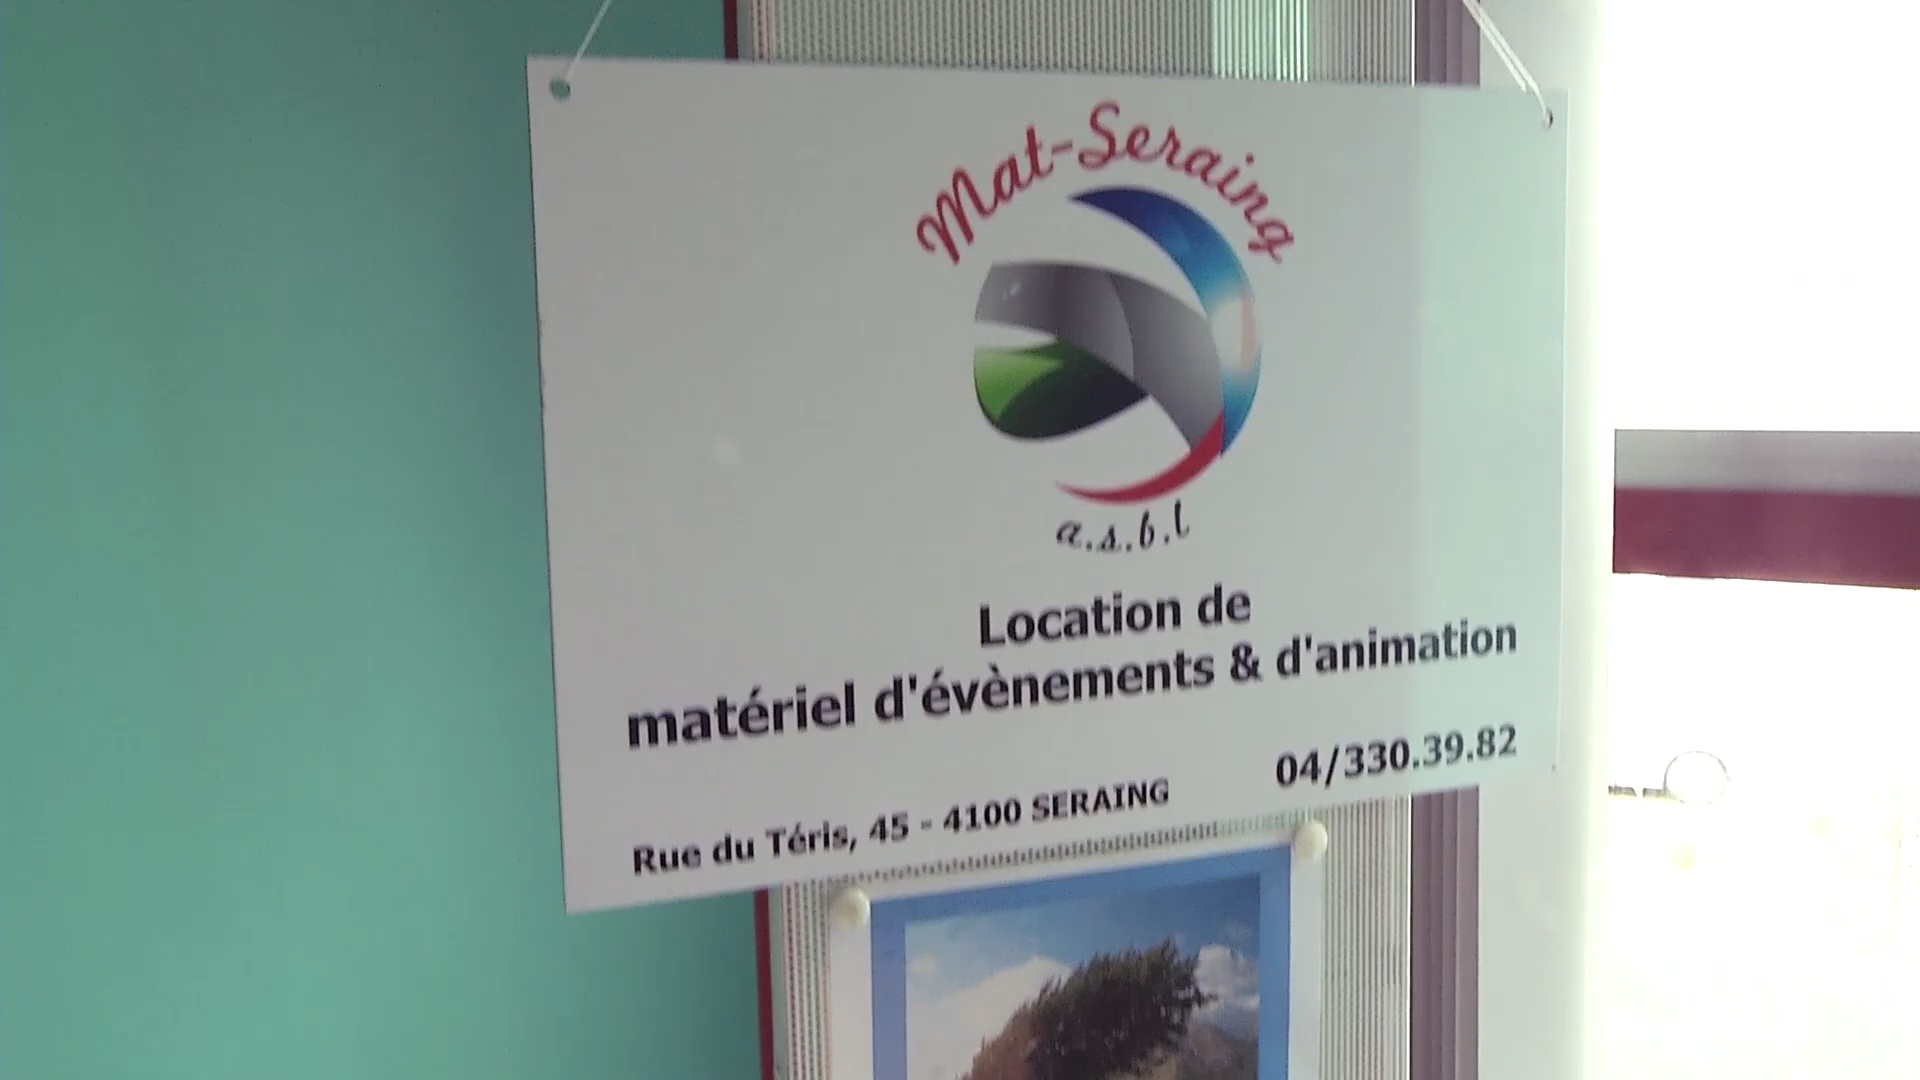 Mat-Seraing
a.s.b.l
Location de
matériel d'évènements & d'animation
04/330.39.82
Rue du Téris, 45 - 4100 SERAING